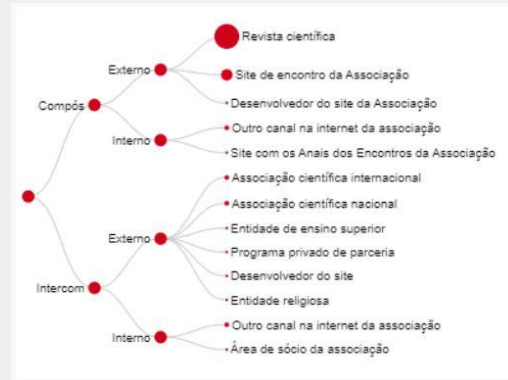 Revista científica
Externo
Site de encontro da Associação
Compós
Desenvolvedor do site da Associação
Outro canal na internet da associação
Interno
Site com os Anais dos Encontros da Associação
Associação científica internacional
Associação científica nacional
Entidade de ensino superior
Externo
Programa privado de parceria
Desenvolvedor do site
Intercom
Entidade religiosa
Outro canal na internet da associação
Interno
Área de sócio da associação